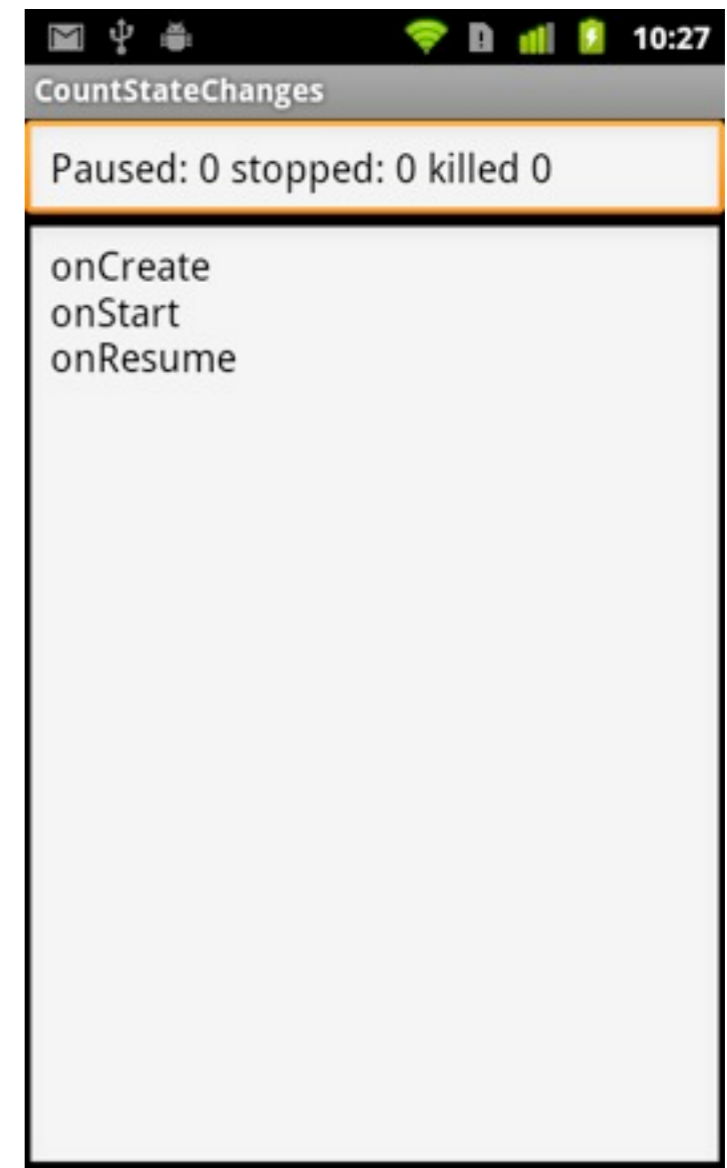 10:27
CountStateChanges
Paused: 0 stopped: 0 killed 0
onCreate
onStart
onResume